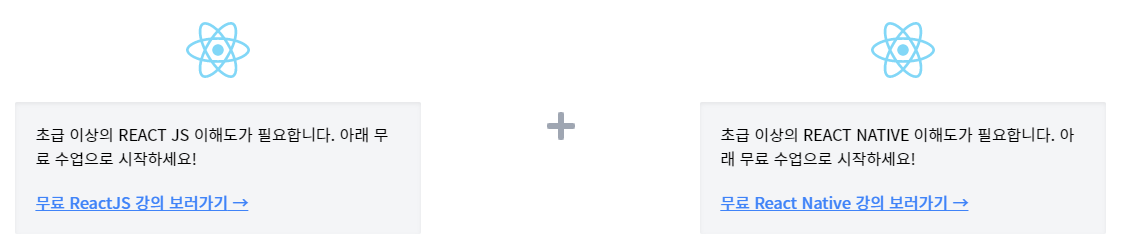 초급 이상의 REACT JS 이해도가 필요합니다. 아래 무
료 수업으로 시작하세요!
무료 ReactJS 강의 보러가기 →
초급 이상의 REACT NATIVE 이해도가 필요합니다. 아
래 무료 수업으로 시작하세요!
무료 React Native 강의 보러가기 →